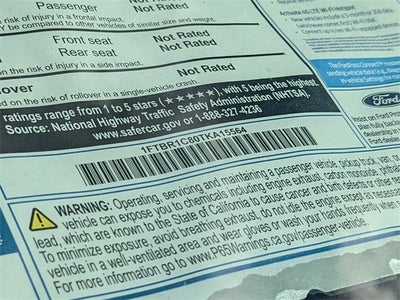 Passenger
Not Rated
in a frontal impact.
compared to other vehicles of similar size and weight.
Front seat Not Rated
Rear seat Not Rated
on the risk of injury in a side impact.
over Not Rated
on the risk of rollover in a single-vehicle crash.
ratings range from 1 to 5 stars (★★★★★), with 5 being the highest.
Source: National Highway Traffic Safety Administration (NHTSA).
www.safercar.gov or 1-888-327-4236
1FTBR1C80TKA15564
WARNING: Operating, servicing and maintaining a passenger vehicle, pickup truck, van, or
vehicle can expose you to chemicals including engine exhaust, carbon monoxide,
lead, which are known to the State of California to cause cancer and birth defects or other
To minimize exposure, avoid breathing exhaust, do not idle the engine except as
vehicle in a well-ventilated area and wear gloves or wash your hands frequently when
For more information go to www.P65Warnings.ca.gov/passenger-vehicle.
Ford